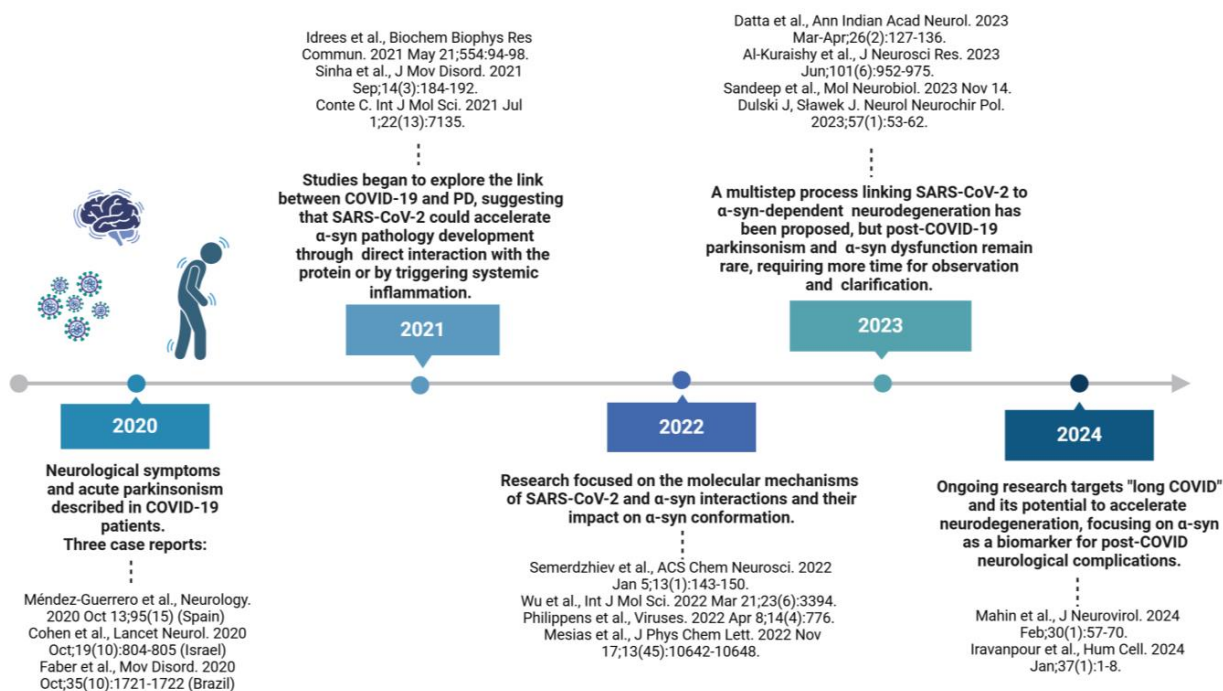 Idrees et al., Biochem Biophys Res
Commun. 2021 May 21;554:94-98.
Sinha et al., J Mov Disord. 2021
Sep;14(3):184-192.
Conte C. Int J Mol Sci. 2021 Jul
1;22(13):7135.
Studies began to explore the link
between COVID-19 and PD, suggesting
that SARS-CoV-2 could accelerate
α-syn pathology development
through direct interaction with the
protein or by triggering systemic
inflammation.
2021
Datta et al., Ann Indian Acad Neurol. 2023
Mar-Apr;26(2):127-136.
Al-Kuraishy et al., J Neurosci Res. 2023
Jun;101(6):952-975.
Sandeep et al., Mol Neurobiol. 2023 Nov 14.
Dulski J, Sławek J. Neurol Neurochir Pol.
2023;57(1):53-62.
A multistep process linking SARS-CoV-2 to
α-syn-dependent neurodegeneration has
been proposed, but post-COVID-19
parkinsonism and α-syn dysfunction remain
rare, requiring more time for observation
and clarification.
2023
2020
Neurological symptoms
and acute parkinsonism
described in COVID-19
patients.
Three case reports:
Méndez-Guerrero et al., Neurology.
2020 Oct 13;95(15) (Spain)
Cohen et al., Lancet Neurol. 2020
Oct;19(10):804-805 (Israel)
Faber et al., Mov Disord. 2020
Oct;35(10):1721-1722 (Brazil)
2022
Research focused on the molecular mechanisms
of SARS-CoV-2 and α-syn interactions and their
impact on α-syn conformation.
Semerdzhiev et al., ACS Chem Neurosci. 2022
Jan 5;13(1):143-150.
Wu et al., Int J Mol Sci. 2022 Mar 21;23(6):3394.
Philippens et al., Viruses. 2022 Apr 8;14(4):776.
Mesias et al., J Phys Chem Lett. 2022 Nov
17;13(45):10642-10648.
2024
Ongoing research targets "long COVID"
and its potential to accelerate
neurodegeneration, focusing on α-syn
as a biomarker for post-COVID
neurological complications.
Mahin et al., J Neurovirol. 2024
Feb;30(1):57-70.
Iravanpour et al., Hum Cell. 2024
Jan;37(1):1-8.